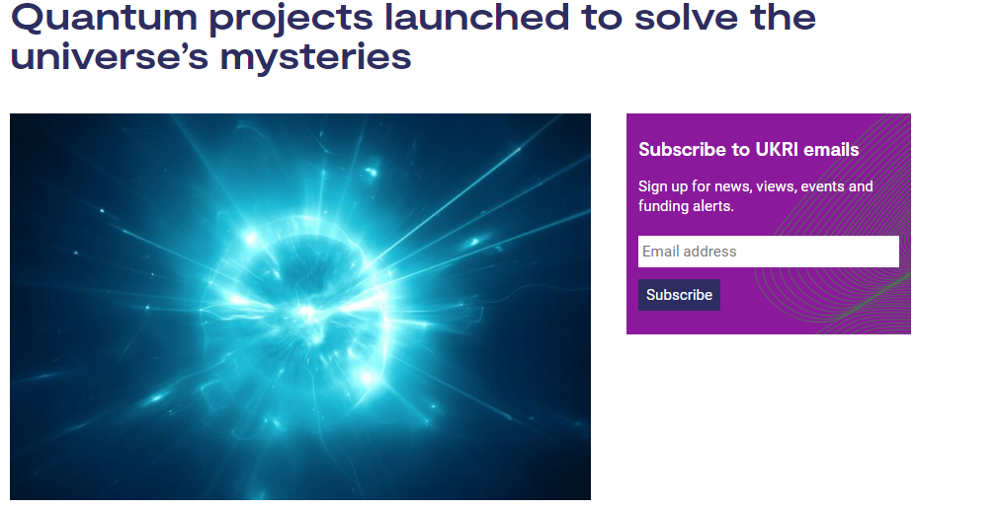 Quantum projects launched to solve the
universe’s mysteries
Subscribe to UKRI emails
Sign up for news, views, events and
funding alerts.
Email address
Subscribe